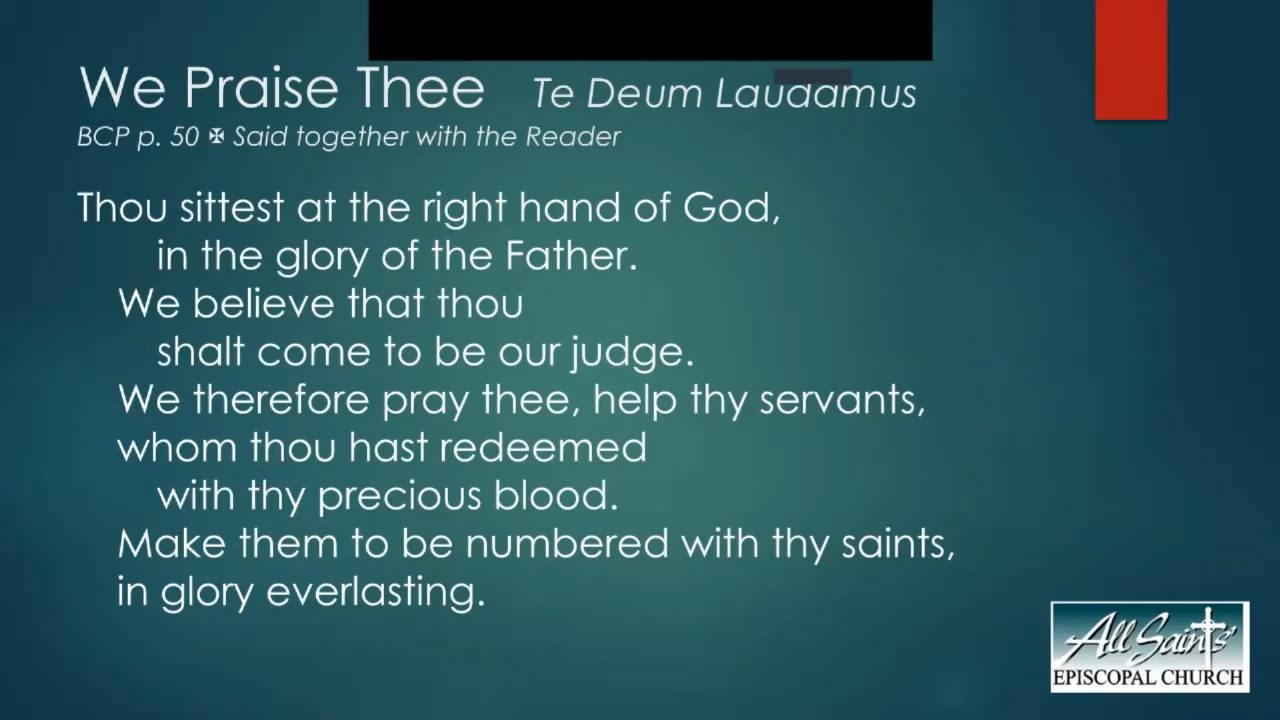 We Praise Thee Te Deum Laudamus
BCP p. 50 ✠ Said together with the Reader
Thou sittest at the right hand of God,
in the glory of the Father.
We believe that thou
shalt come to be our judge.
We therefore pray thee, help thy servants,
whom thou hast redeemed
with thy precious blood.
Make them to be numbered with thy saints,
in glory everlasting.
All Saints'
EPISCOPAL CHURCH